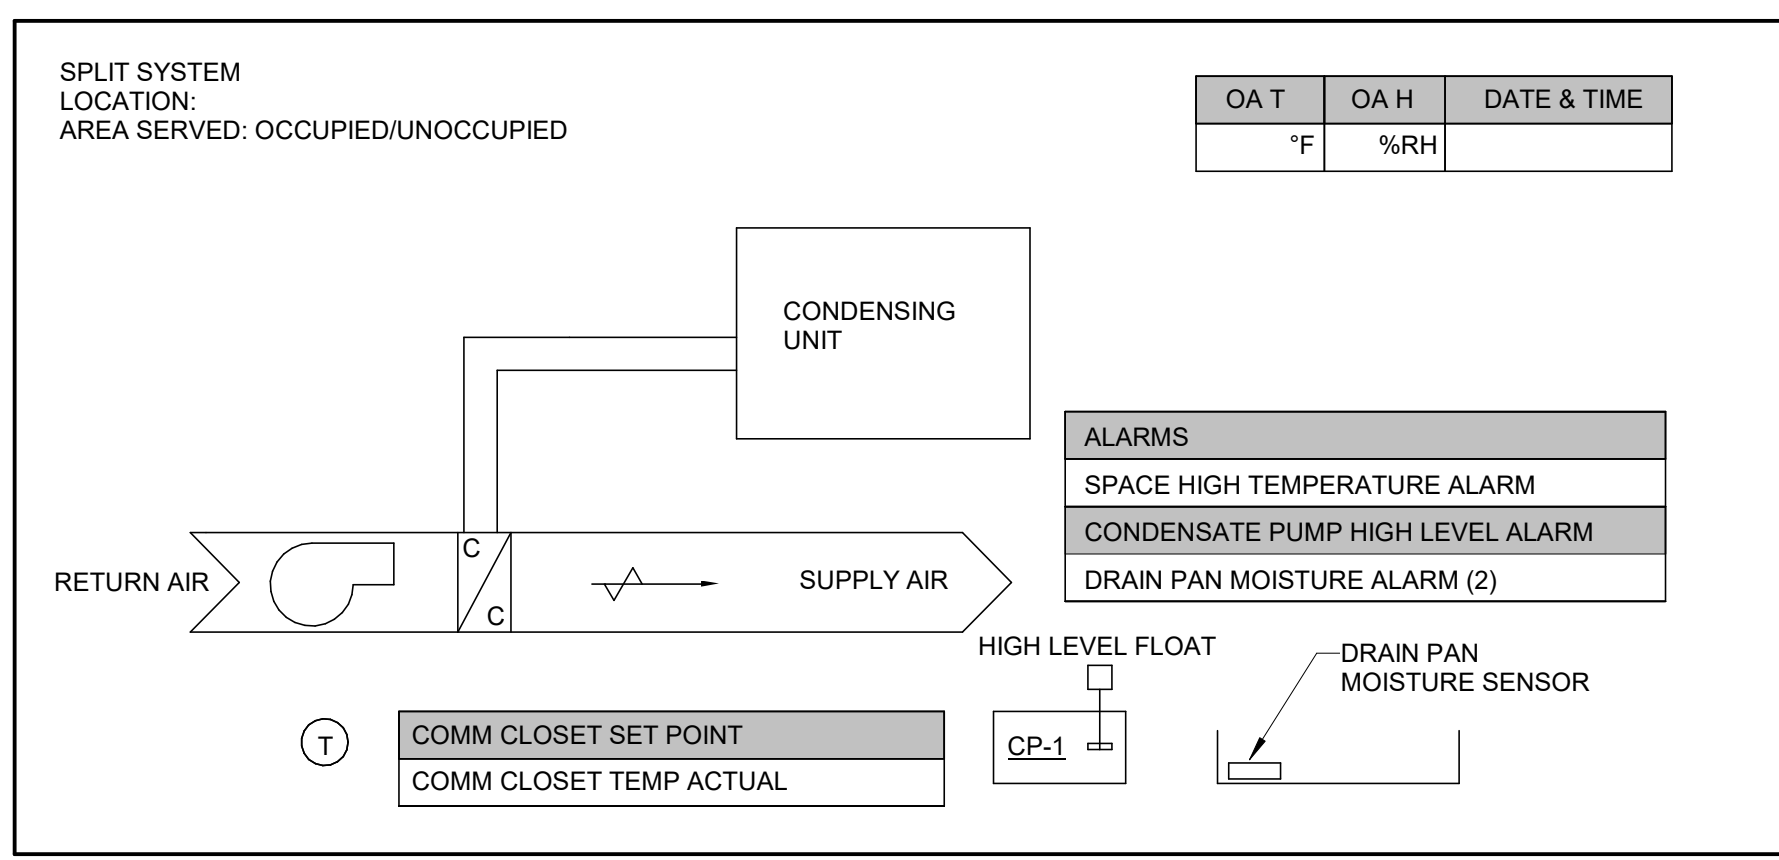 SPLIT SYSTEM
LOCATION:
AREA SERVED: OCCUPIED/UNOCCUPIED
OA T OA H DATE & TIME
°F %RH
CONDENSING
UNIT
ALARMS
SPACE HIGH TEMPERATURE ALARM
CONDENSATE PUMP HIGH LEVEL ALARM
DRAIN PAN MOISTURE ALARM (2)
RETURN AIR
C
C
SUPPLY AIR
HIGH LEVEL FLOAT
CP-1
DRAIN PAN
MOISTURE SENSOR
T
COMM CLOSET SET POINT
COMM CLOSET TEMP ACTUAL